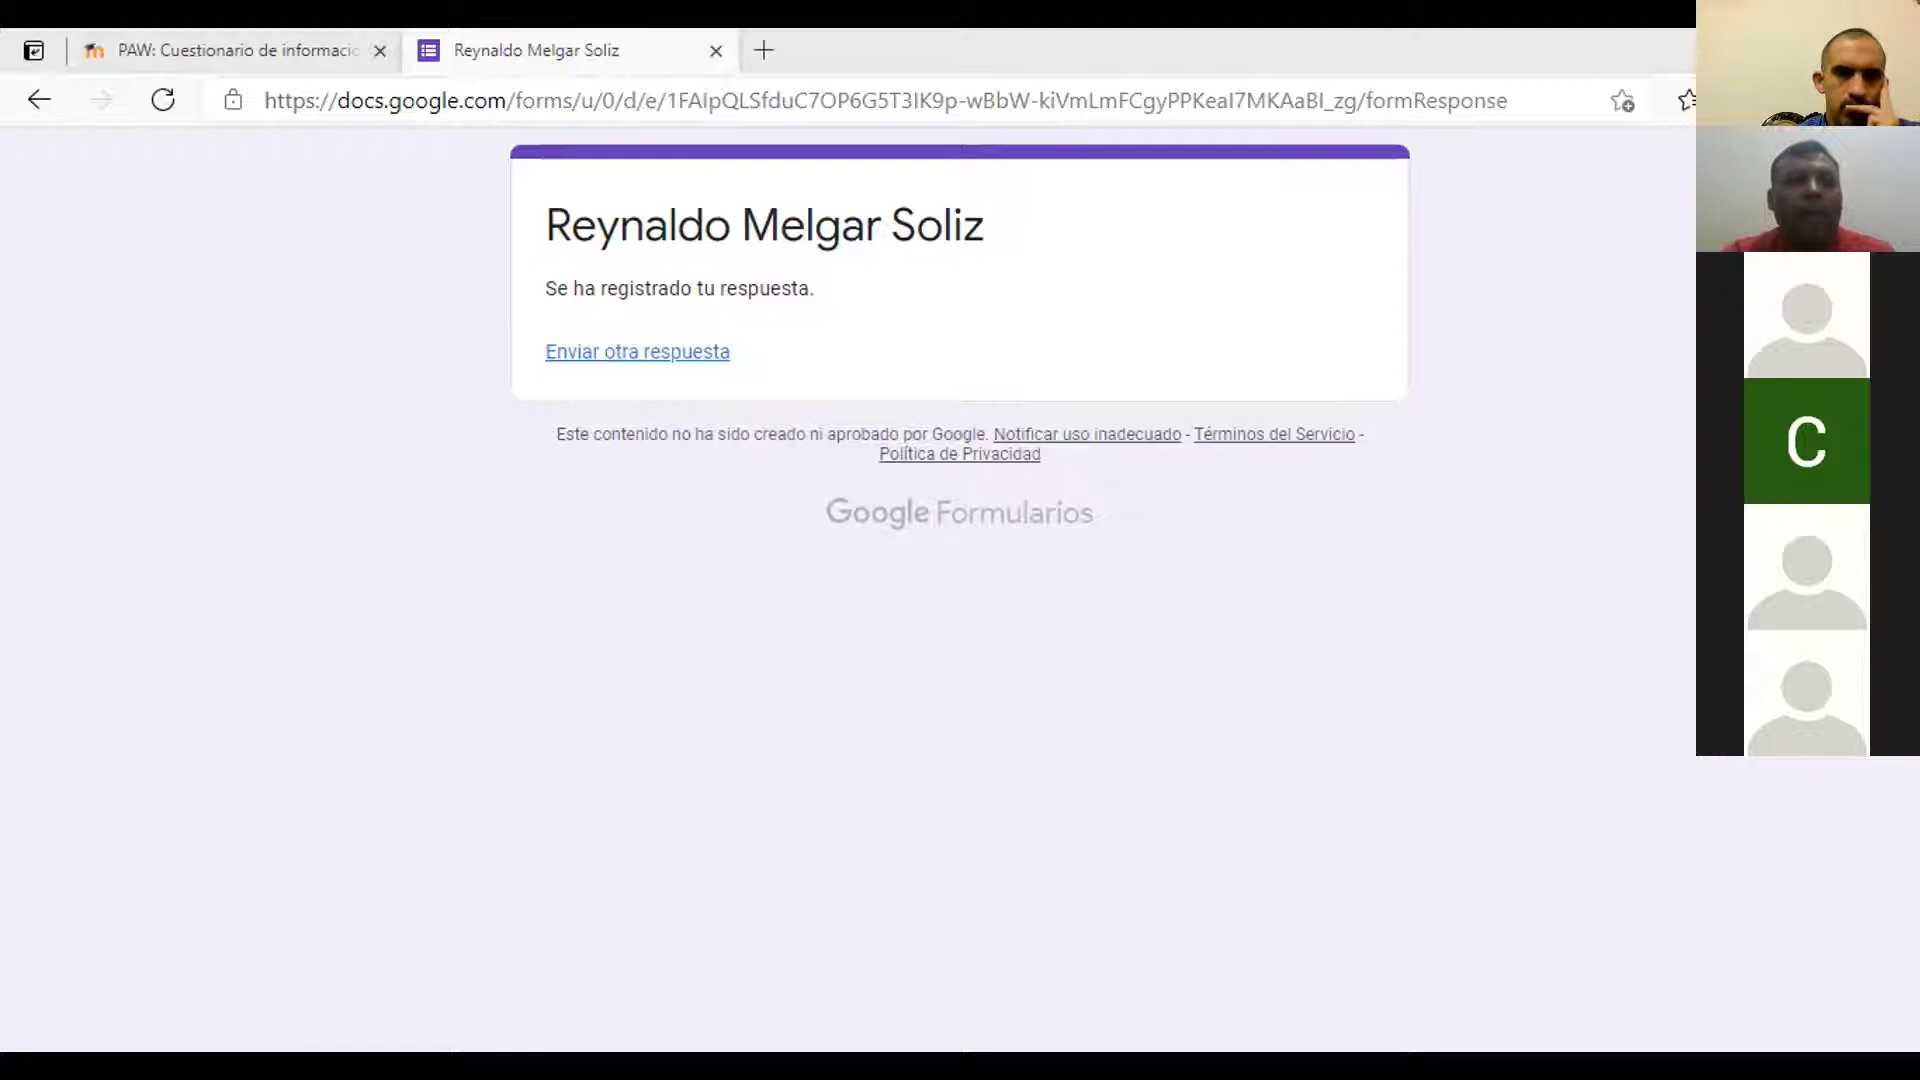 PAW: Cuestionario de informacio
Reynaldo Melgar Soliz
https://docs.google.com/forms/u/0/d/e/1FAIpQLSfduC7OP6G5T3IK9p-wBbW-kiVmLmFCgyPPKeaI7MKAaBI_zg/formResponse
Reynaldo Melgar Soliz
Se ha registrado tu respuesta.
Enviar otra respuesta
Este contenido no ha sido creado ni aprobado por Google. Notificar uso inadecuado - Términos del Servicio -
Política de Privacidad
Google Formularios
C